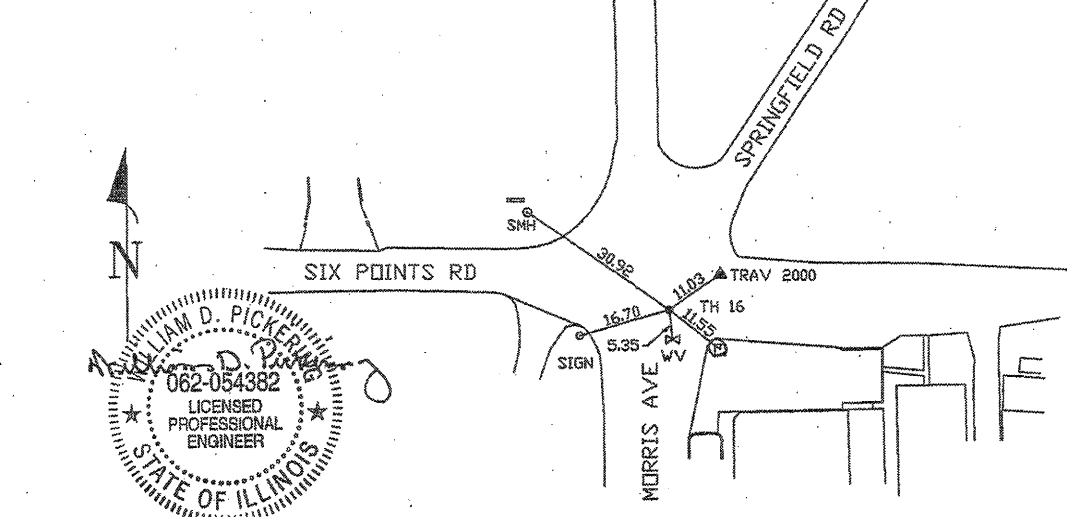 SPRINGFIELD RD
N
SMH
SIX POINTS RD
30.92
11.03
TRAV 2000
TH 16
16.70
11.55
5.35
WV
SIGN
MORRIS AVE
WILLIAM D. PICKERING
062-054382
LICENSED
PROFESSIONAL
ENGINEER
STATE OF ILLINOIS